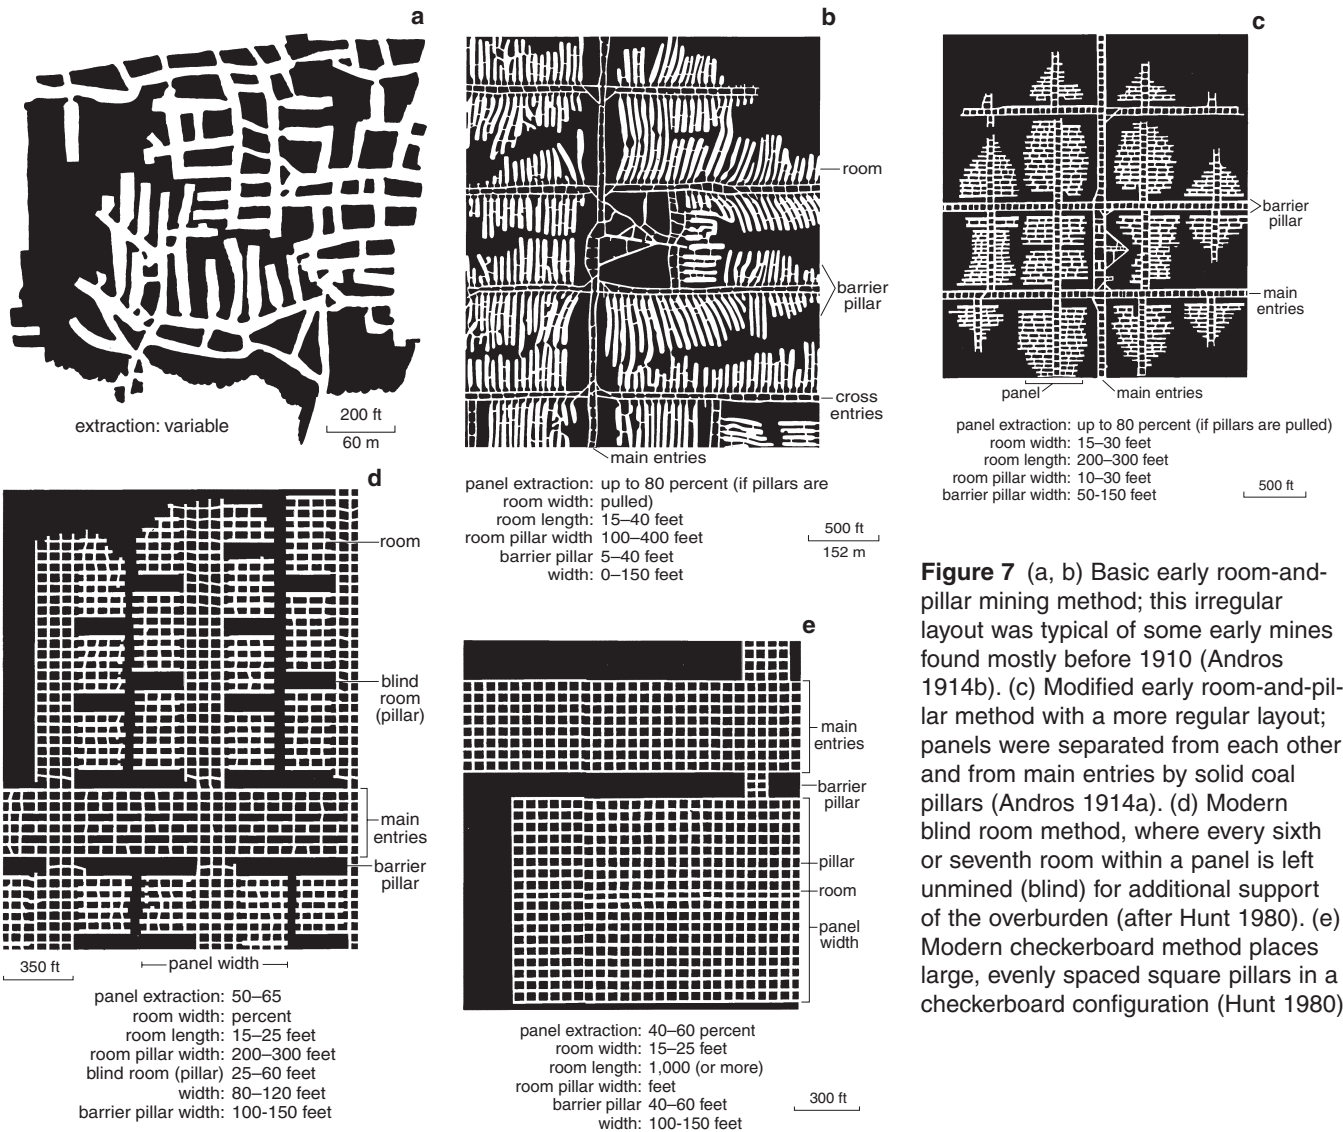 a
extraction: variable
200 ft
60 m
b
room
barrier
pillar
cross
entries
main entries
panel extraction: up to 80 percent (if pillars are
room width: pulled)
room length: 15–40 feet
room pillar width 100–400 feet
barrier pillar 5–40 feet
width: 0–150 feet
500 ft
152 m
c
barrier
pillar
main
entries
panel
main entries
panel extraction: up to 80 percent (if pillars are pulled)
room width: 15–30 feet
room length: 200–300 feet
room pillar width: 10–30 feet
barrier pillar width: 50-150 feet
500 ft
d
room
blind
room
(pillar)
main
entries
barrier
pillar
350 ft
panel width
panel extraction: 50–65
room width: percent
room length: 15–25 feet
room pillar width: 200–300 feet
blind room (pillar) 25–60 feet
width: 80–120 feet
barrier pillar width: 100-150 feet
e
main
entries
barrier
pillar
pillar
room
panel
width
panel extraction: 40–60 percent
room width: 15–25 feet
room length: 1,000 (or more)
room pillar width: feet
barrier pillar 40–60 feet
width: 100-150 feet
300 ft
Figure 7 (a, b) Basic early room-and-
pillar mining method; this irregular
layout was typical of some early mines
found mostly before 1910 (Andros
1914b). (c) Modified early room-and-pil-
lar method with a more regular layout;
panels were separated from each other
and from main entries by solid coal
pillars (Andros 1914a). (d) Modern
blind room method, where every sixth
or seventh room within a panel is left
unmined (blind) for additional support
of the overburden (after Hunt 1980). (e)
Modern checkerboard method places
large, evenly spaced square pillars in a
checkerboard configuration (Hunt 1980)